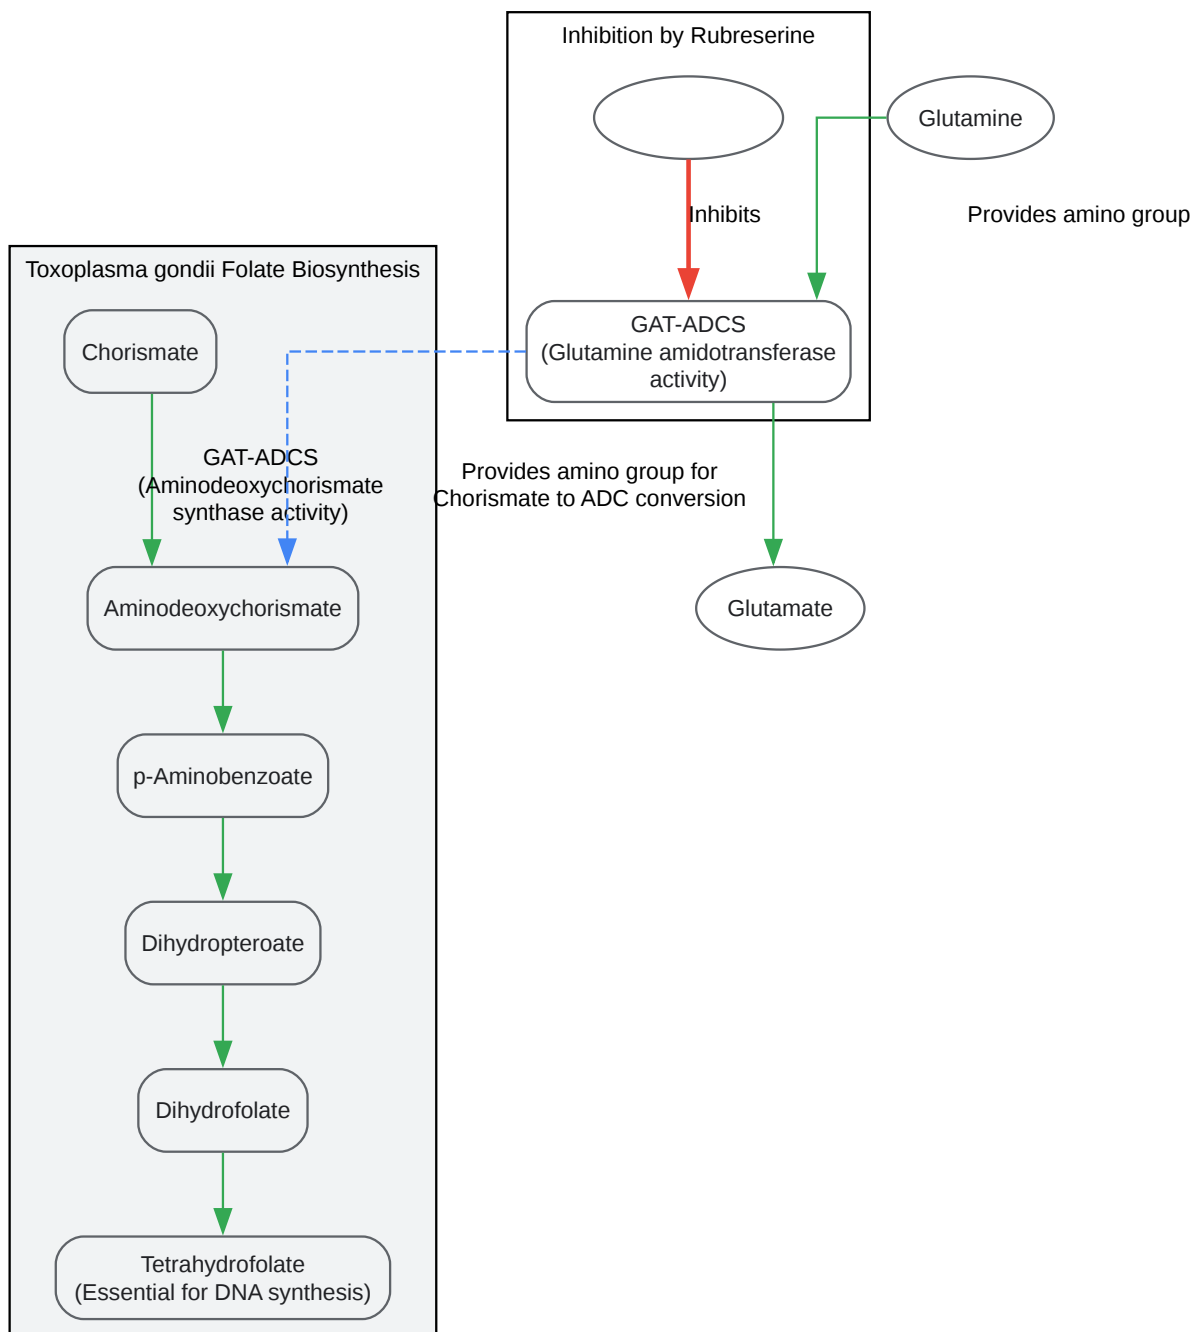 Inhibition by Rubreserine
Glutamine
Inhibits
Provides amino group
Toxoplasma gondii Folate Biosynthesis
GAT-ADCS
(Glutamine amidotransferase
activity)
Chorismate
GAT-ADCS
(Aminodeoxychorismate
synthase activity)
Provides amino group for
Chorismate to ADC conversion
Aminodeoxychorismate
Glutamate
p-Aminobenzoate
Dihydropteroate
Dihydrofolate
Tetrahydrofolate
(Essential for DNA synthesis)